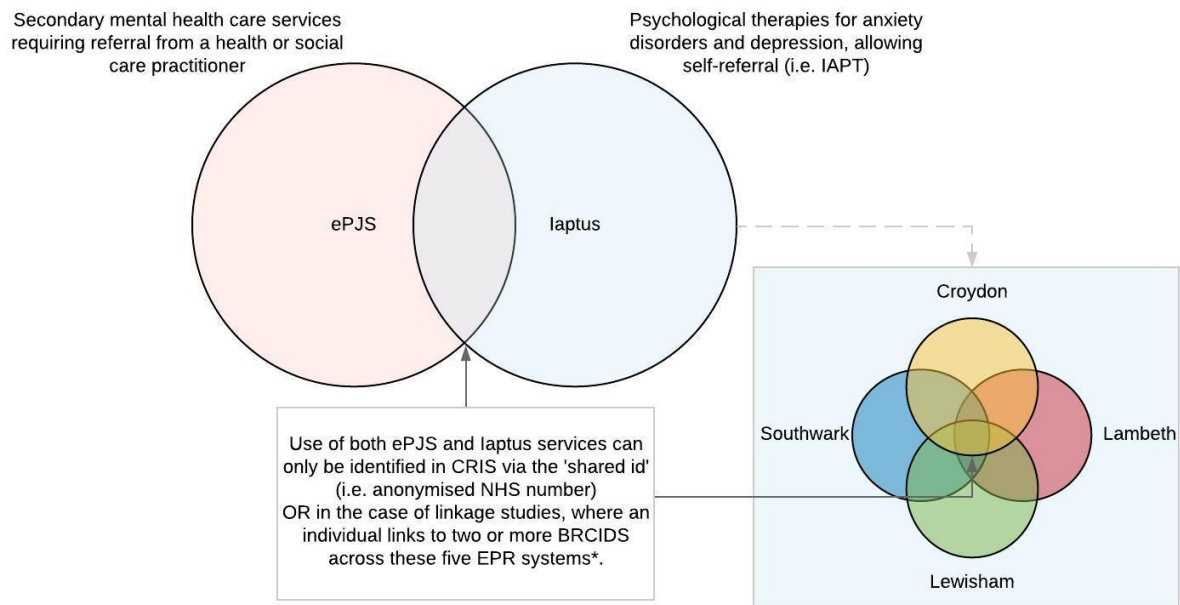 Secondary mental health care services
requiring referral from a health or social
care practitioner
Psychological therapies for anxiety
disorders and depression, allowing
self-referral (i.e. IAPT)
ePJS
Iaptus
Croydon
Southwark
Lambeth
Lewisham
Use of both ePJS and Iaptus services can
only be identified in CRIS via the 'shared id'
(i.e. anonymised NHS number)
OR in the case of linkage studies, where an
individual links to two or more BRCIDS
across these five EPR systems*.